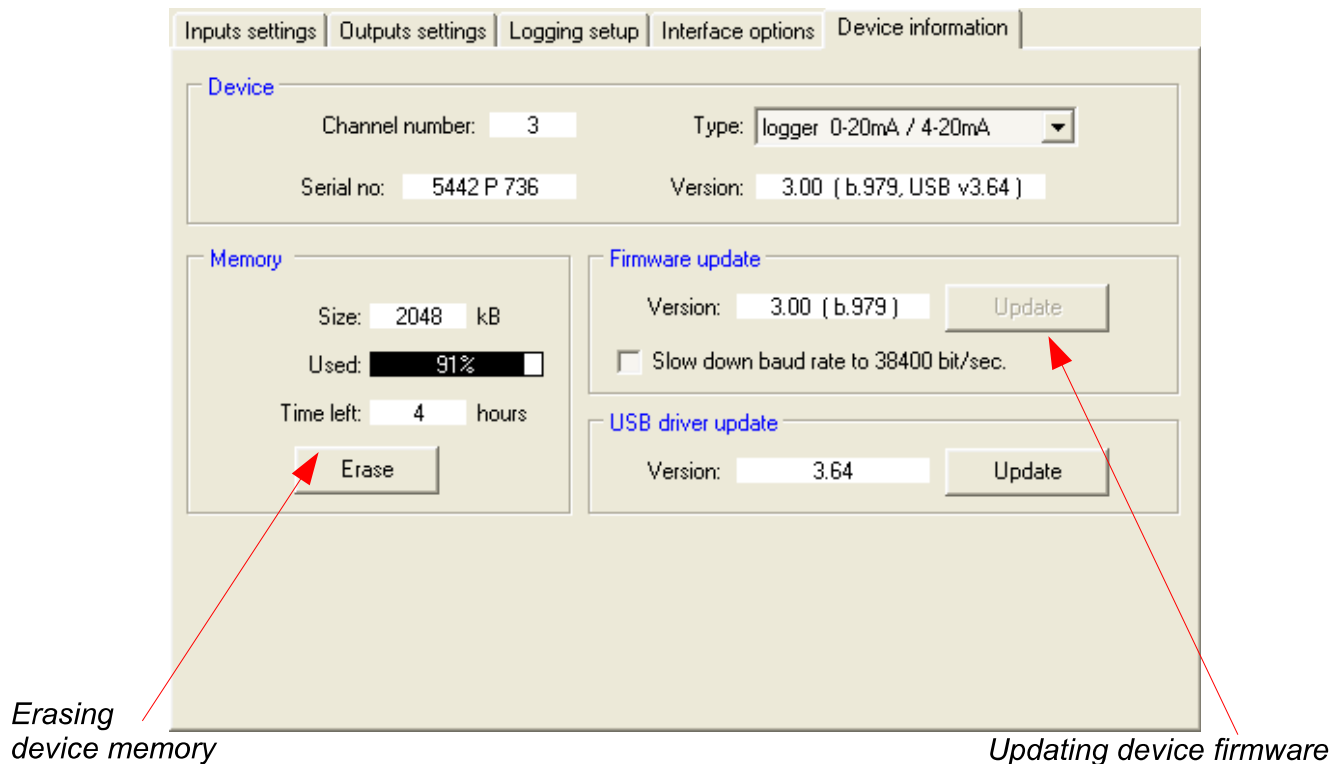 Inputs settings Outputs settings Logging setup Interface options Device information
Device
Channel number: 3 Type: logger 0-20mA / 4-20mA
Serial no: 5442 P 736 Version: 3.00 ( b.979, USB v3.64 )
Memory
Size: 2048 kB
Used: 91%
Time left: 4 hours
Erase
Firmware update
Version: 3.00 ( b.979 ) Update
Slow down baud rate to 38400 bit/sec.
USB driver update
Version: 3.64 Update
Erasing
device memory
Updating device firmware